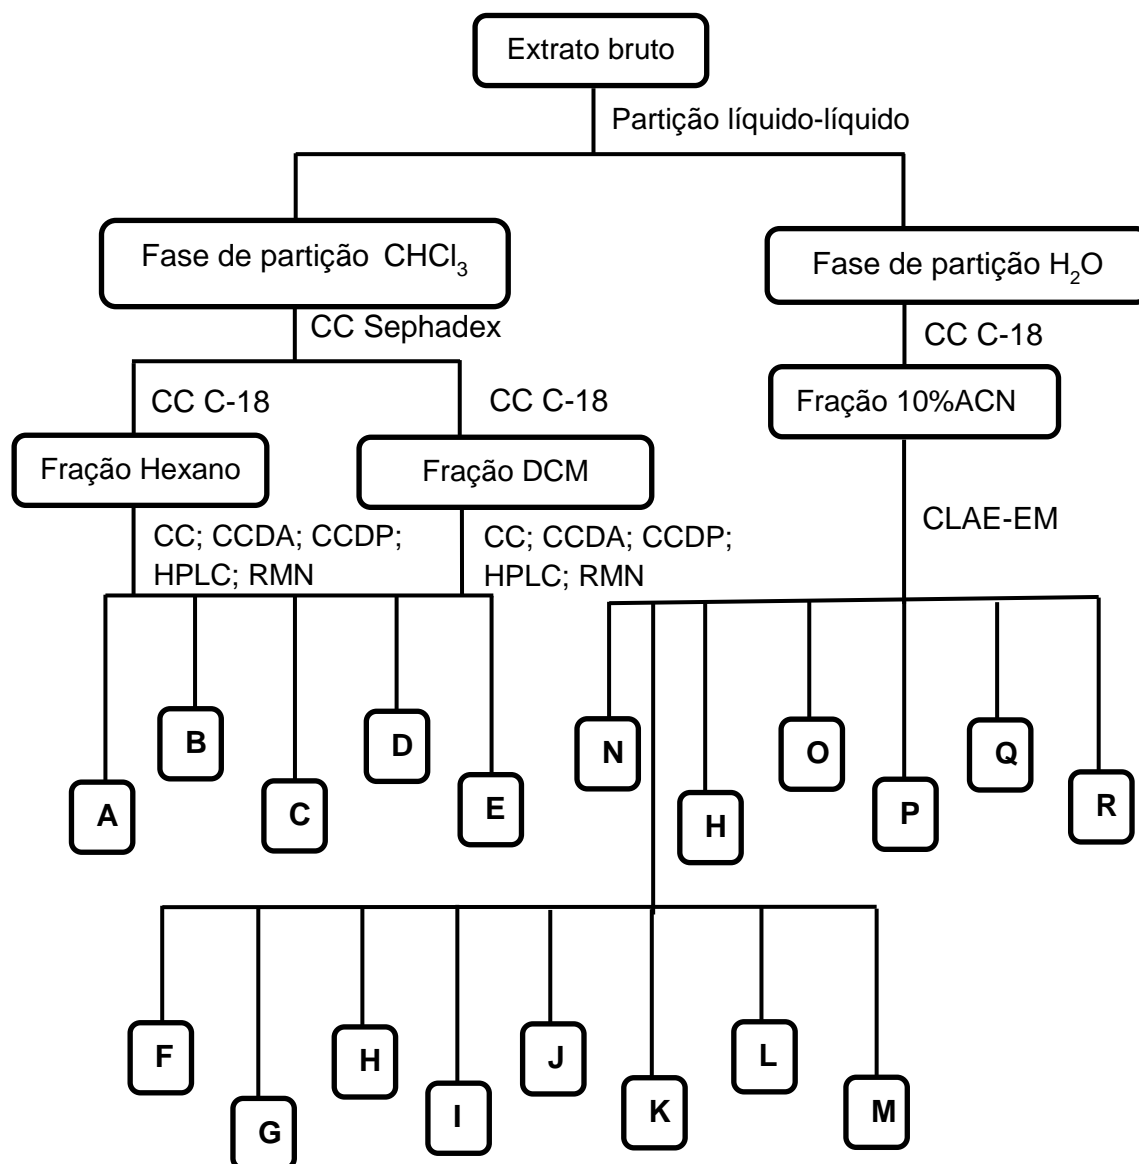 Extrato bruto
Partição líquido-líquido
Fase de partição CHCl3
Fase de partição H2O
CC Sephadex
CC C-18
CC C-18
CC C-18
Fração 10%ACN
Fração Hexano
Fração DCM
CLAE-EM
CC; CCDA; CCDP;
HPLC; RMN
CC; CCDA; CCDP;
HPLC; RMN
A
B
C
D
E
N
H
O
P
Q
R
F
G
H
I
J
K
L
M